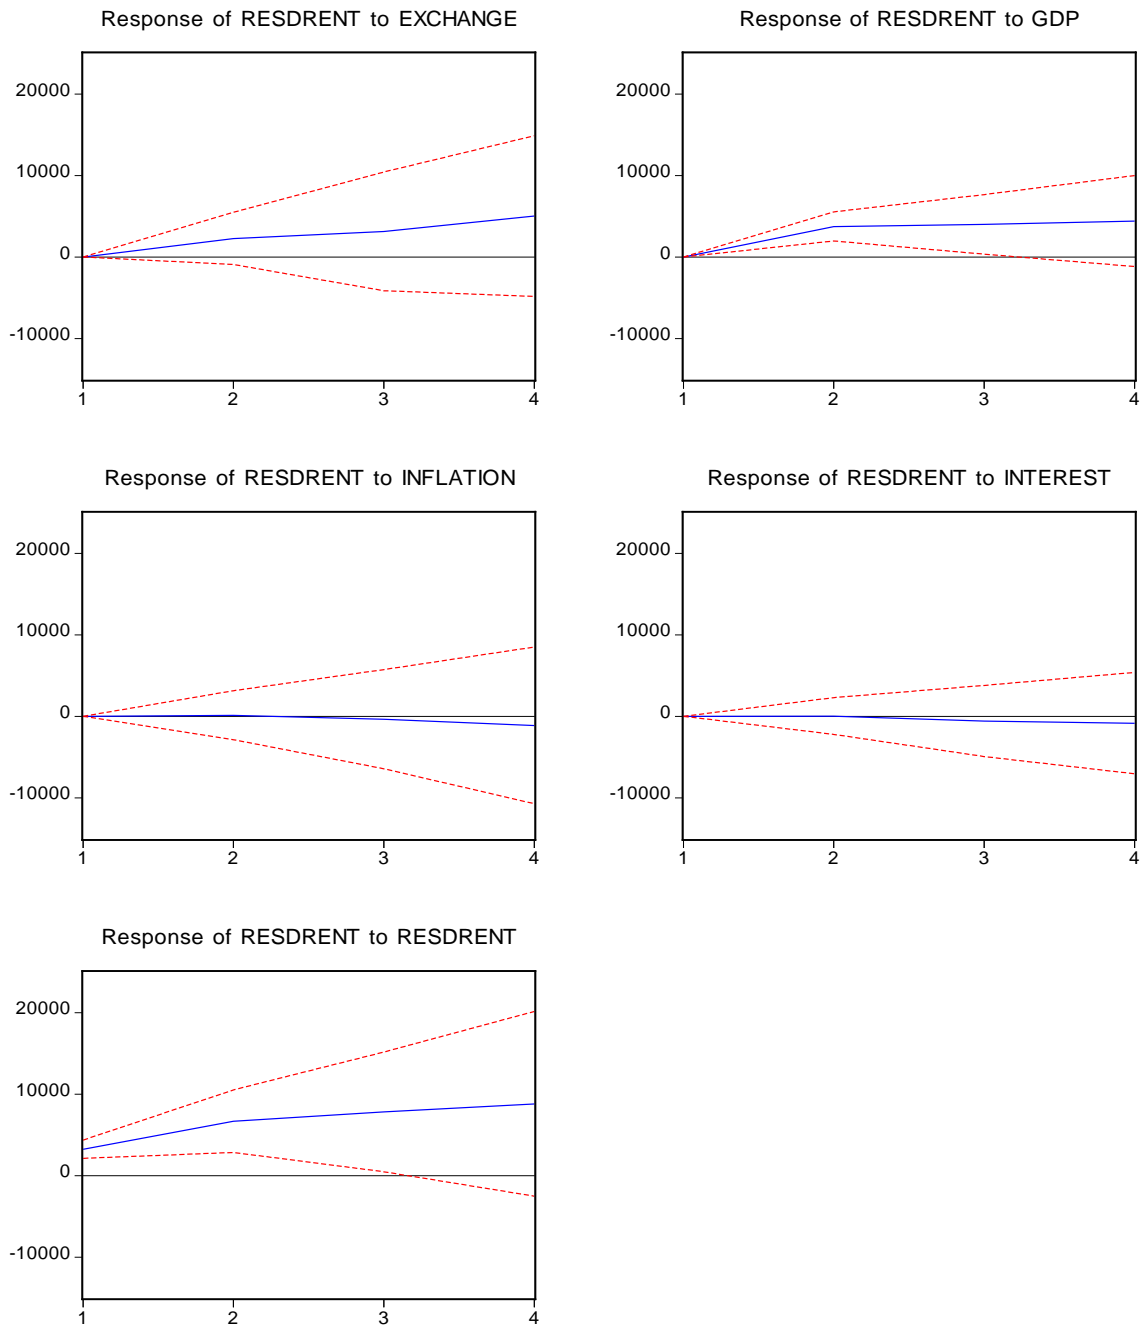 Response of RESDRENT to EXCHANGE
20000
10000
0
-10000
1 2 3 4
Response of RESDRENT to GDP
20000
10000
0
-10000
1 2 3 4
Response of RESDRENT to INFLATION
20000
10000
0
-10000
1 2 3 4
Response of RESDRENT to INTEREST
20000
10000
0
-10000
1 2 3 4
Response of RESDRENT to RESDRENT
20000
10000
0
-10000
1 2 3 4